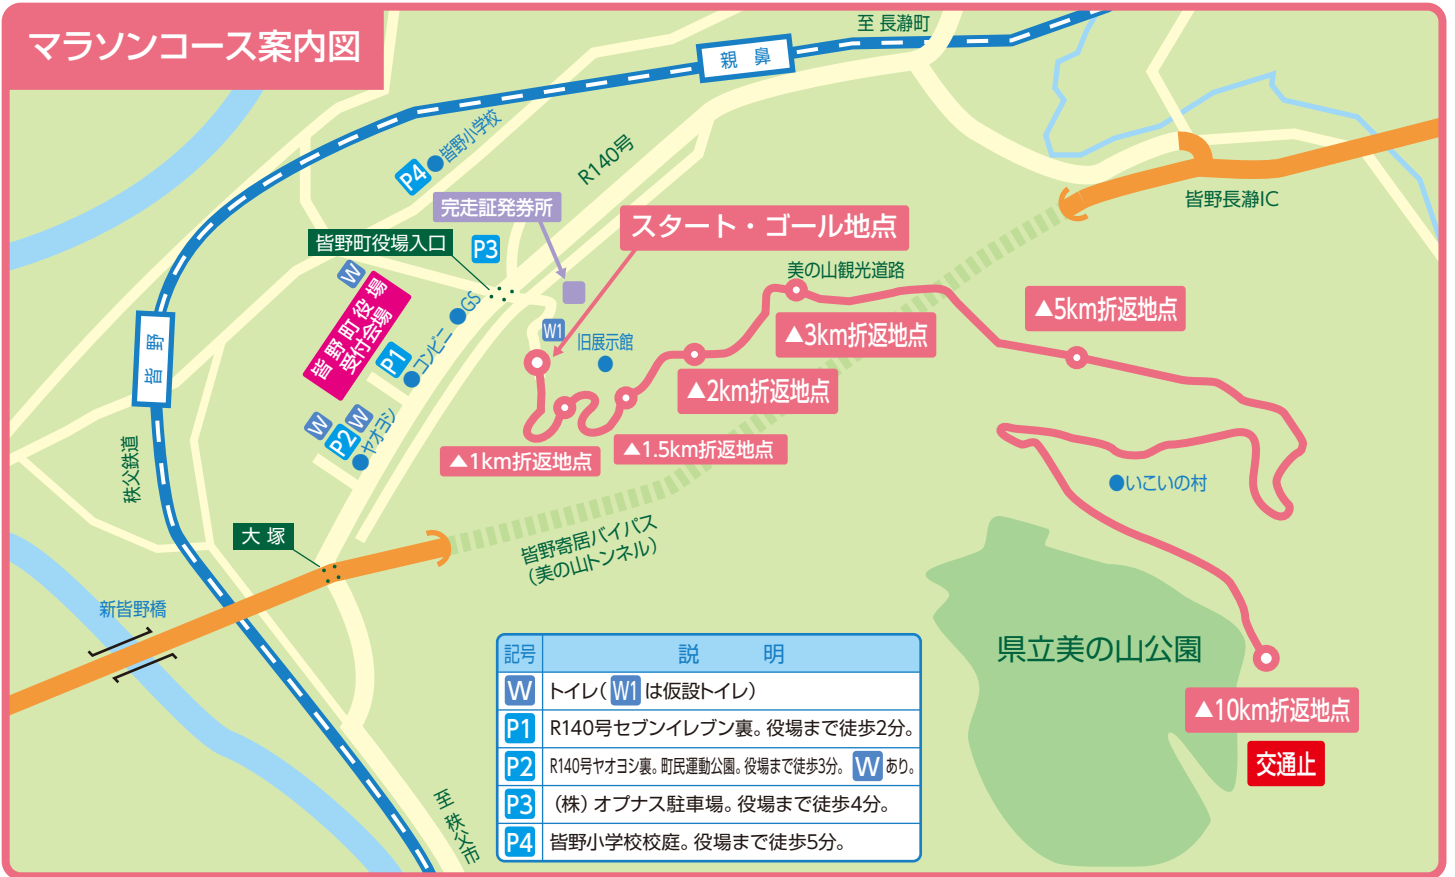 マラソンコース案内図
至 長瀞町
親 鼻
皆野小学校
P4
R140号
完走証発券所
皆野長瀞IC
スタート・ゴール地点
皆野町役場入口
P3
W
皆野町役場
受付会場
GS
コンビニ
P1
W1
旧展示館
美の山観光道路
▲5km折返地点
▲3km折返地点
▲2km折返地点
皆 野
W
W
P2
ヤオヨシ
▲1.5km折返地点
▲1km折返地点
秩父鉄道
いこいの村
大 塚
皆野寄居バイパス
（美の山トンネル）
新皆野橋
県立美の山公園
▲10km折返地点
交通止
至 秩父市
記号 説 明
W トイレ（W1は仮設トイレ）
P1 R140号セブンイレブン裏。役場まで徒歩2分。
P2 R140号ヤオヨシ裏。町民運動公園。役場まで徒歩3分。Wあり。
P3 （株）オプナス駐車場。役場まで徒歩4分。
P4 皆野小学校校庭。役場まで徒歩5分。